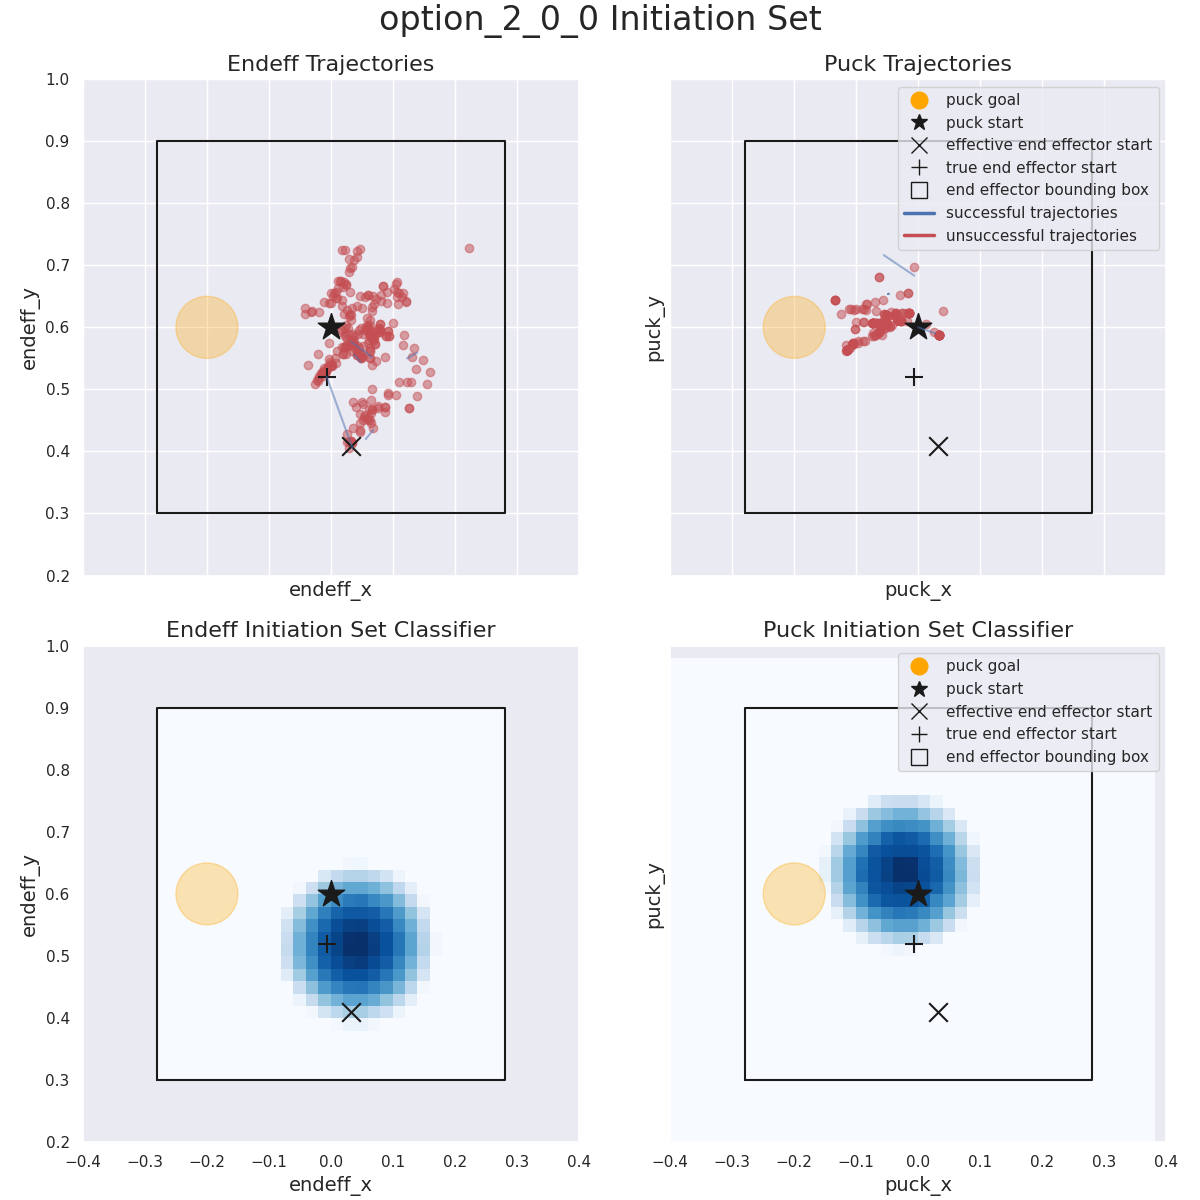 option_2_0_0 Initiation Set
Endeff Trajectories
1.0
0.9
0.8
0.7
0.6
0.5
0.4
0.3
0.2
endeff_y
endeff_x
Puck Trajectories
puck goal
puck start
effective end effector start
true end effector start
end effector bounding box
successful trajectories
unsuccessful trajectories
puck_y
puck_x
Endeff Initiation Set Classifier
1.0
0.9
0.8
0.7
0.6
0.5
0.4
0.3
0.2
endeff_y
−0.4 −0.3 −0.2 −0.1 0.0 0.1 0.2 0.3 0.4
endeff_x
Puck Initiation Set Classifier
puck goal
puck start
effective end effector start
true end effector start
end effector bounding box
puck_y
−0.4 −0.3 −0.2 −0.1 0.0 0.1 0.2 0.3 0.4
puck_x